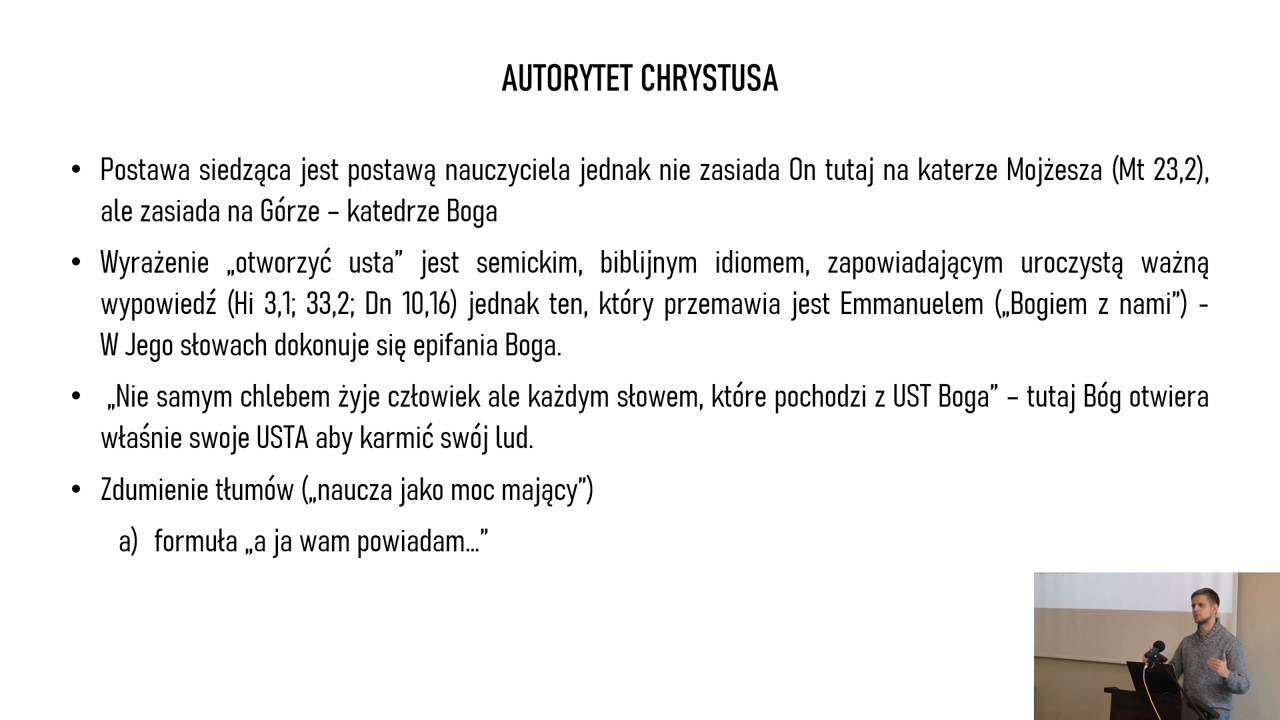 AUTORYTET CHRYSTUSA
• Postawa siedząca jest postawą nauczyciela jednak nie zasiada On tutaj na katerze Mojżesza (Mt 23,2),
ale zasiada na Górze – katedrze Boga
• Wyrażenie „otworzyć usta” jest semickim, biblijnym idiomem, zapowiadającym uroczystą ważną
wypowiedź (Hi 3,1; 33,2; Dn 10,16) jednak ten, który przemawia jest Emmanuelem („Bogiem z nami”) -
W Jego słowach dokonuje się epifania Boga.
• „Nie samym chlebem żyje człowiek ale każdym słowem, które pochodzi z UST Boga” – tutaj Bóg otwiera
właśnie swoje USTA aby karmić swój lud.
• Zdumienie tłumów („naucza jako moc mający”)
a) formuła „a ja wam powiadam...”